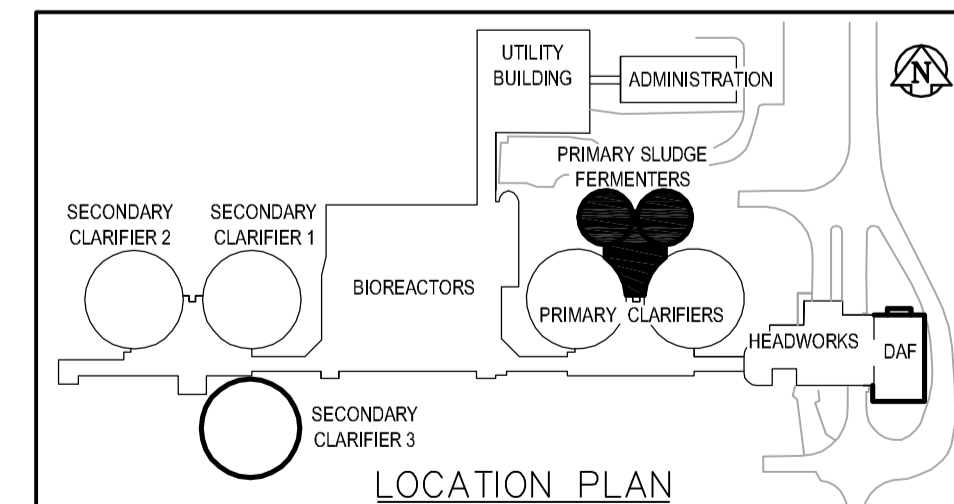 UTILITY
BUILDING
ADMINISTRATION
N
PRIMARY SLUDGE
FERMENTERS
SECONDARY
CLARIFIER 2
SECONDARY
CLARIFIER 1
BIOREACTORS
PRIMARY CLARIFIERS
HEADWORKS
DAF
SECONDARY
CLARIFIER 3
LOCATION PLAN